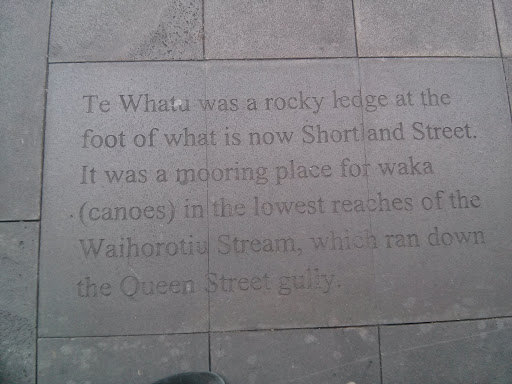 Te Whatu was a rocky ledge at the
foot of what is now Shortland Street.
It was a mooring place for waka
(canoes) in the lowest reaches of the
Waihorotiu Stream, which ran down
the Queen Street gully.